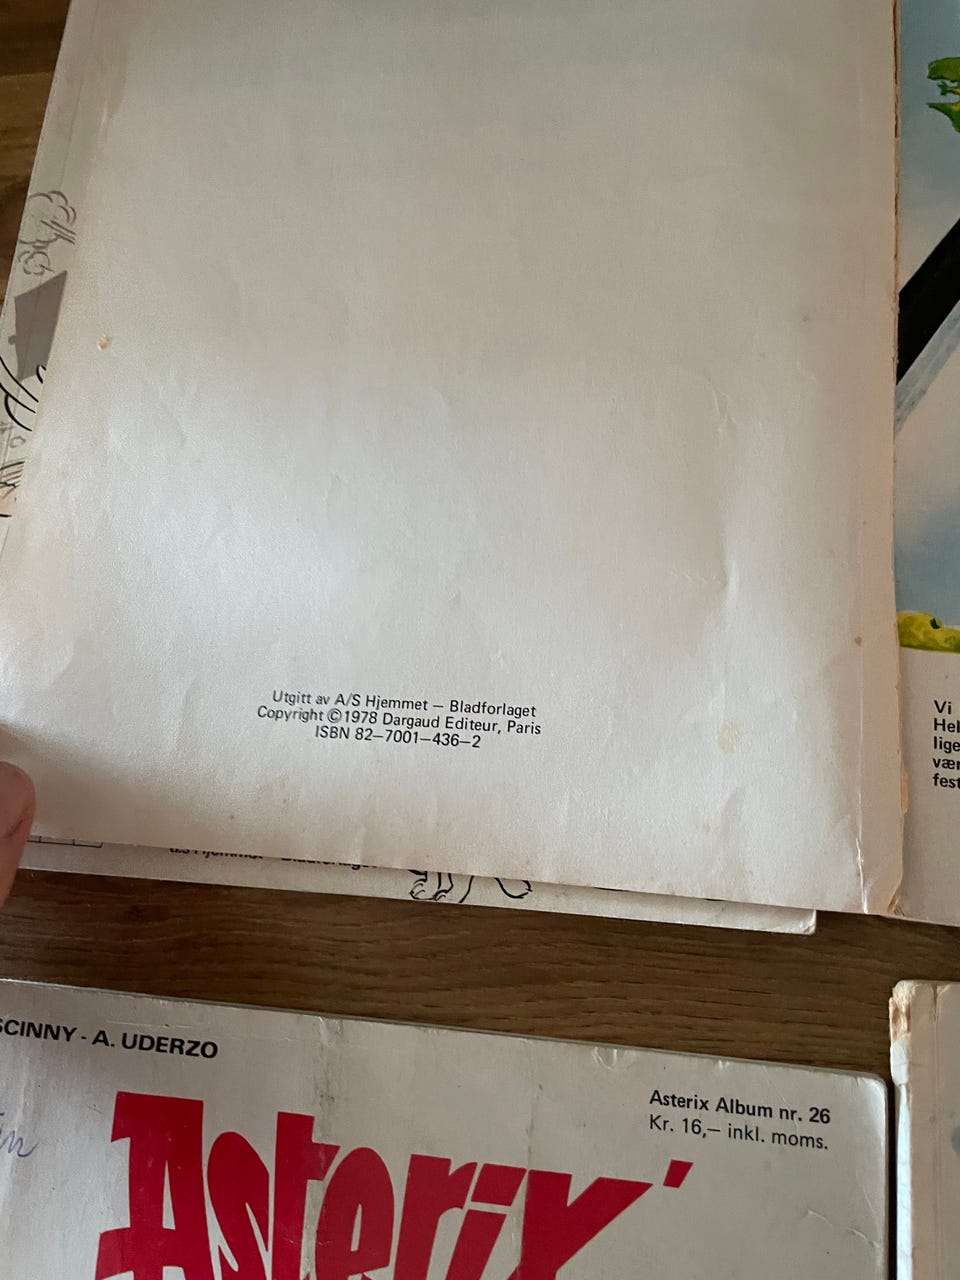 Utgitt av A/S Hjemmet – Bladforlaget
Copyright ©1978 Dargaud Editeur, Paris
ISBN 82–7001–436–2
Vi
SCINNY - A. UDERZO
Asterix Album nr. 26
Kr. 16,– inkl. moms.
Asterix